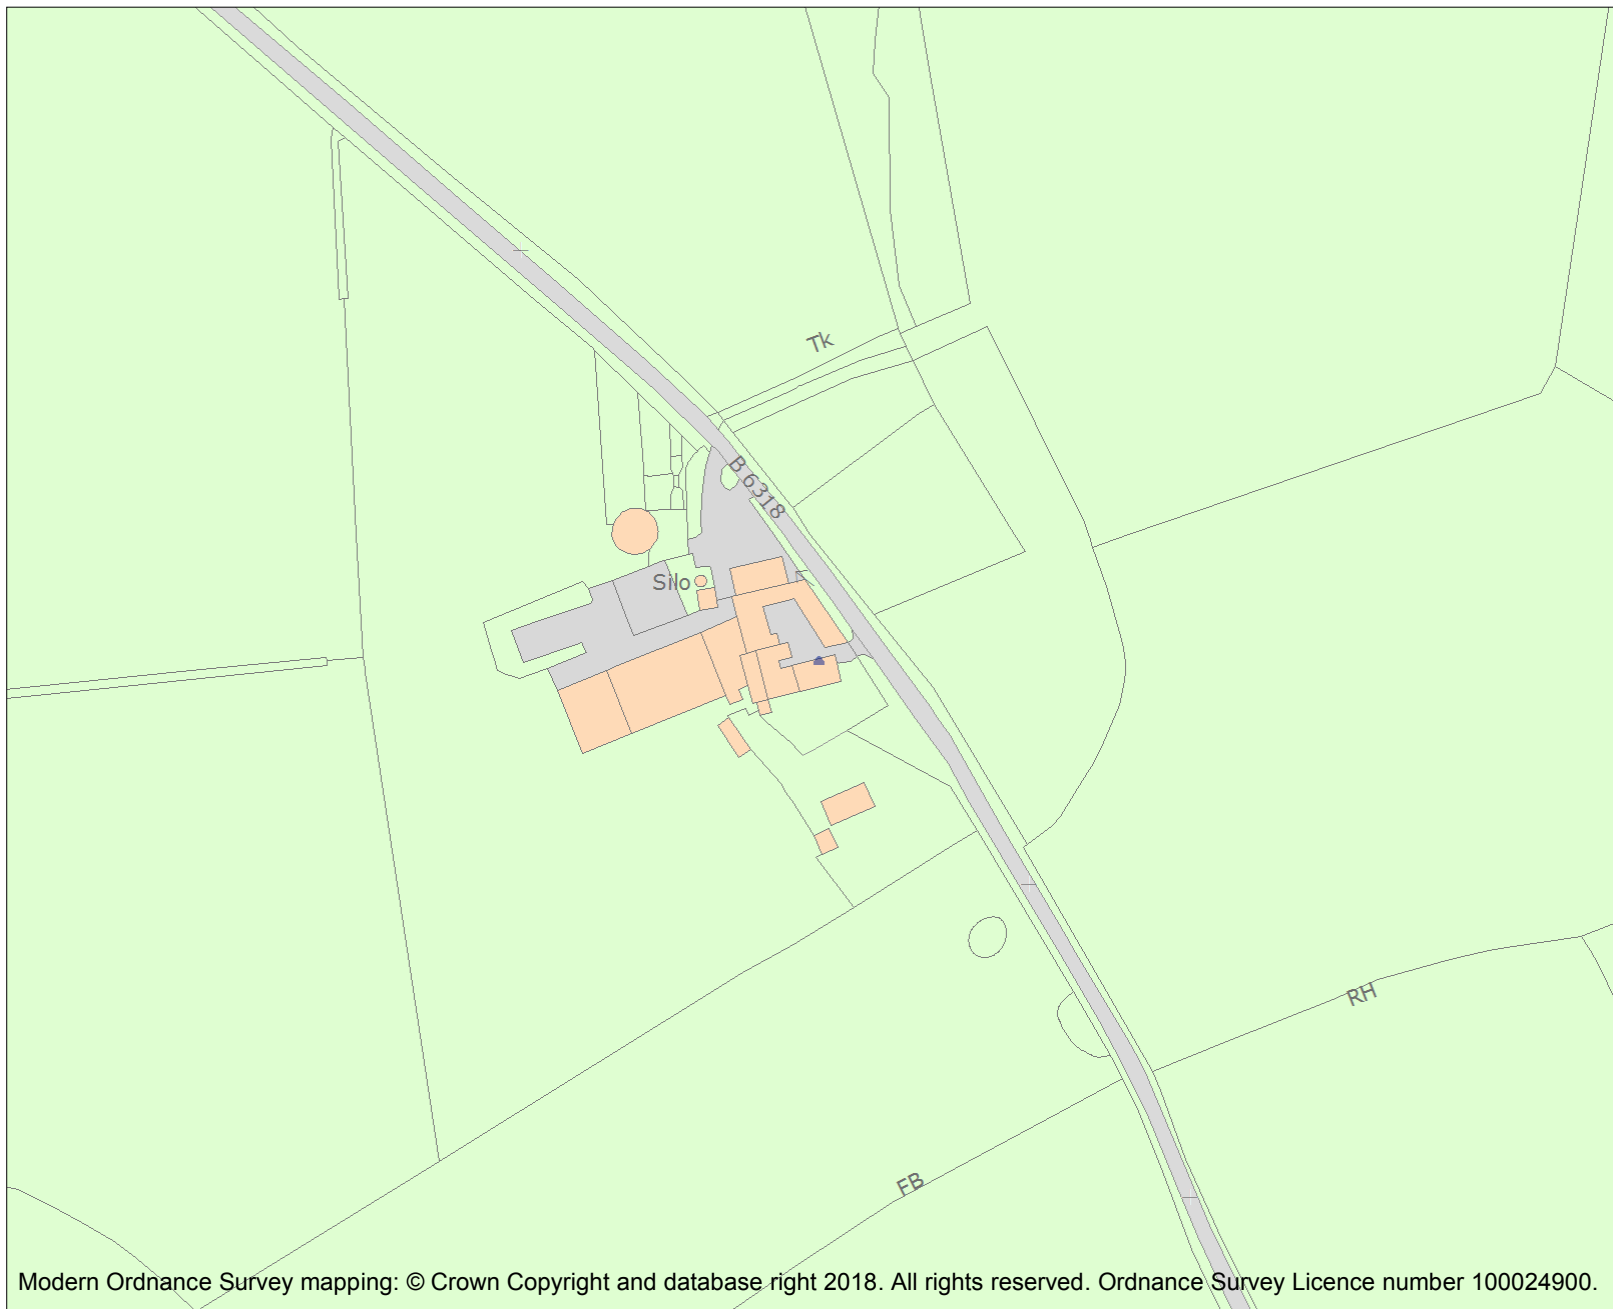 Tk
B 6318
Silo
RH
FB
Modern Ordnance Survey mapping: © Crown Copyright and database right 2018. All rights reserved. Ordnance Survey Licence number 100024900.